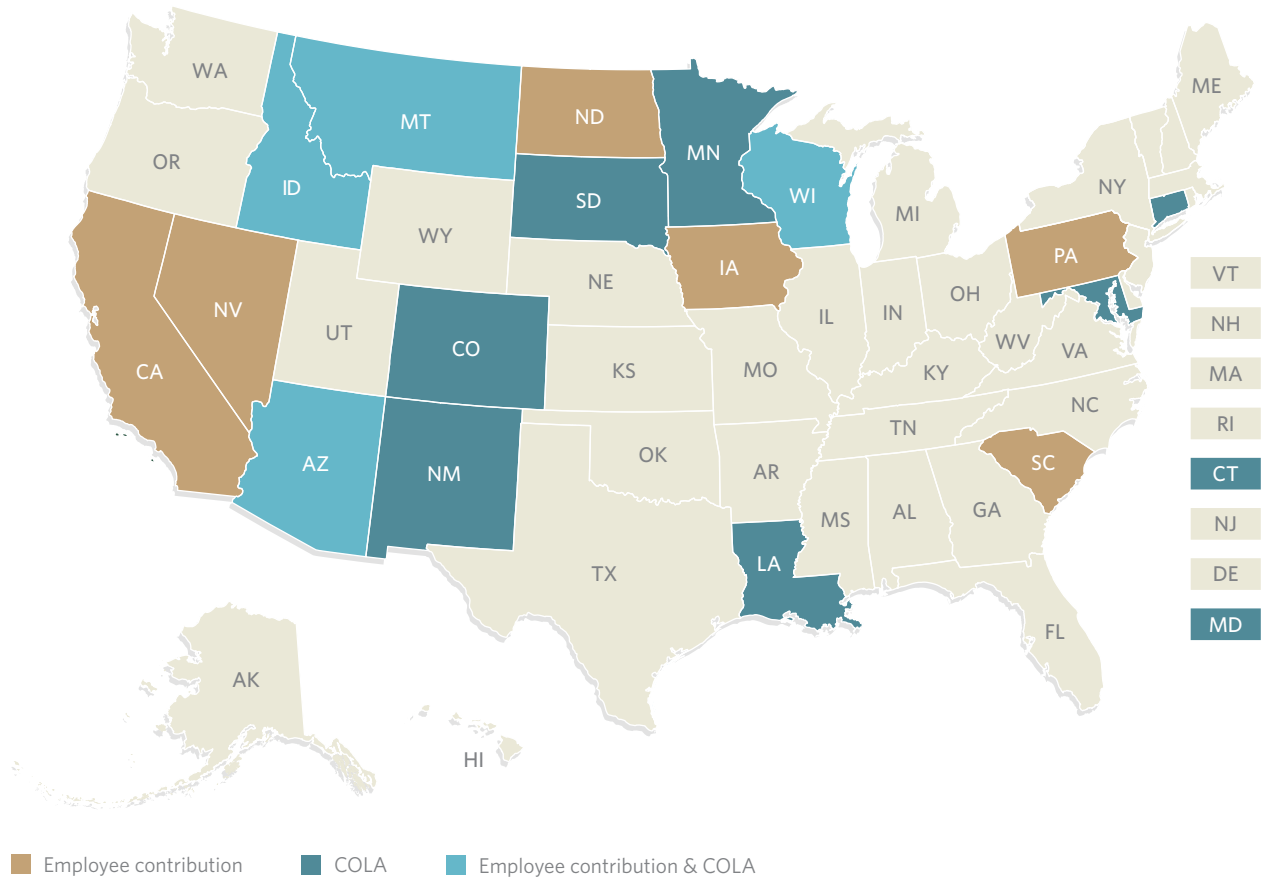 WA
ME
MT
ND
OR
MN
ID
NY
SD
WI
MI
WY
PA
IA
NE
OH
NV
IL
IN
UT
WV
CO
VA
CA
KS
MO
KY
NC
TN
AZ
NM
OK
AR
SC
MS
AL
GA
LA
TX
FL
AK
HI
VT
NH
MA
RI
CT
NJ
DE
MD
Employee contribution
COLA
Employee contribution & COLA